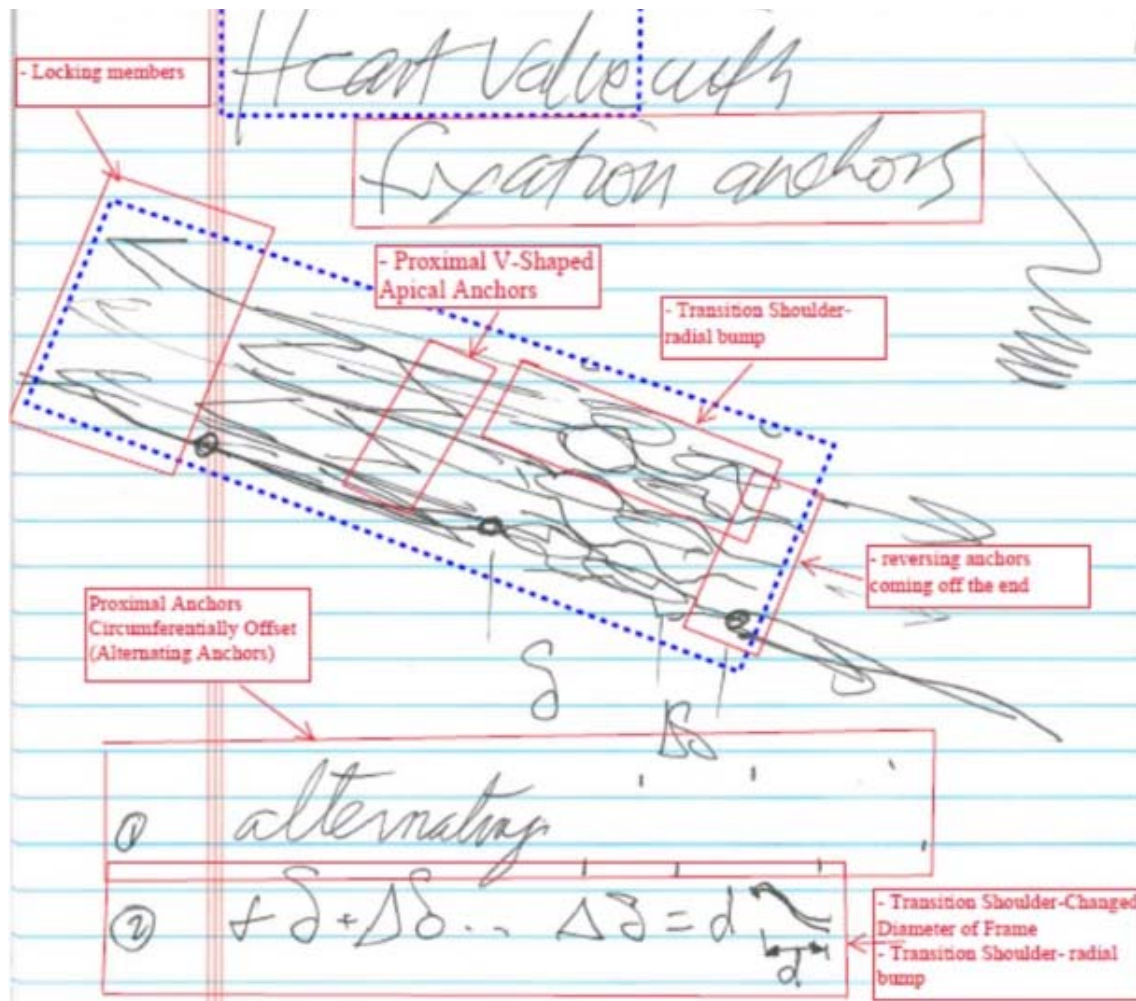 Heart Valve with
fixation anchors
- Locking members
- Proximal V-Shaped
Apical Anchors
- Transition Shoulder-
radial bump
- reversing anchors
coming off the end
Proximal Anchors
Circumferentially Offset
(Alternating Anchors)
δ
Δδ
① alternating
② + δ + Δδ... Δδ = d
d
- Transition Shoulder-Changed
Diameter of Frame
- Transition Shoulder- radial
bump